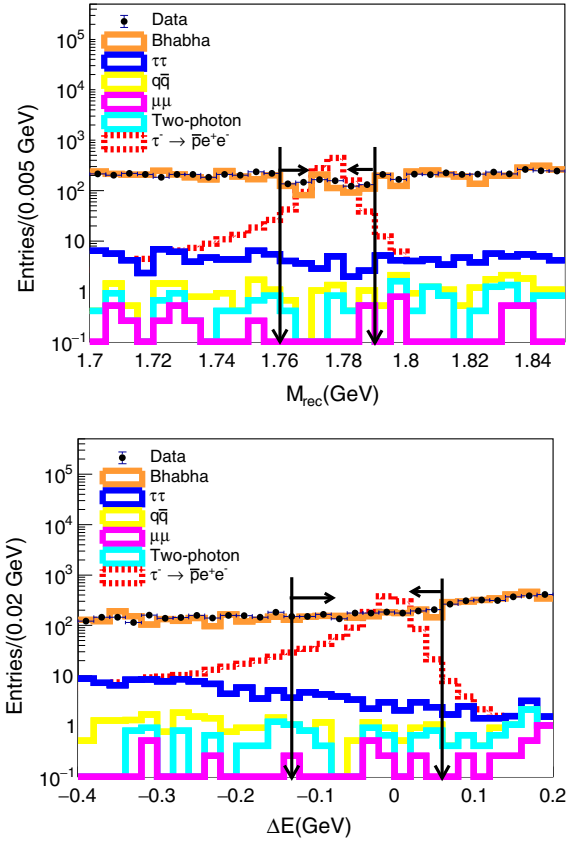 Entries/(0.005 GeV)
10⁵
10⁴
10³
10²
10
1
10⁻¹
Data
Bhabha
ττ
qq̅
μμ
Two-photon
τ⁻ → p̅e⁺e⁻
1.7 1.72 1.74 1.76 1.78 1.8 1.82 1.84
M_rec(GeV)
Entries/(0.02 GeV)
10⁵
10⁴
10³
10²
10
1
10⁻¹
Data
Bhabha
ττ
qq̅
μμ
Two-photon
τ⁻ → p̅e⁺e⁻
−0.4 −0.3 −0.2 −0.1 0 0.1 0.2
ΔE(GeV)